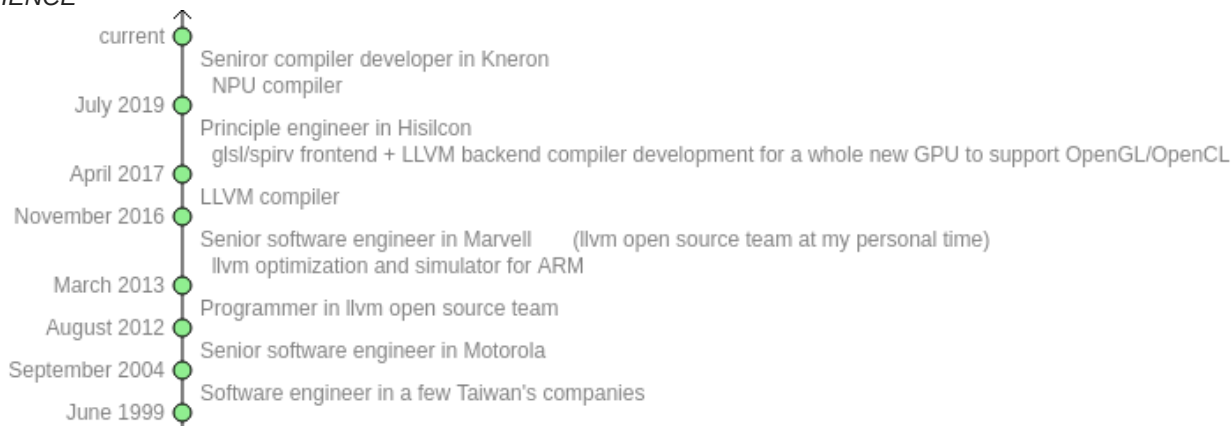 current
Seniror compiler developer in Kneron
NPU compiler
July 2019
Principle engineer in Hisilcon
glsl/spirv frontend + LLVM backend compiler development for a whole new GPU to support OpenGL/OpenCL
April 2017
LLVM compiler
November 2016
Senior software engineer in Marvell (llvm open source team at my personal time)
llvm optimization and simulator for ARM
March 2013
Programmer in llvm open source team
August 2012
Senior software engineer in Motorola
September 2004
Software engineer in a few Taiwan's companies
June 1999